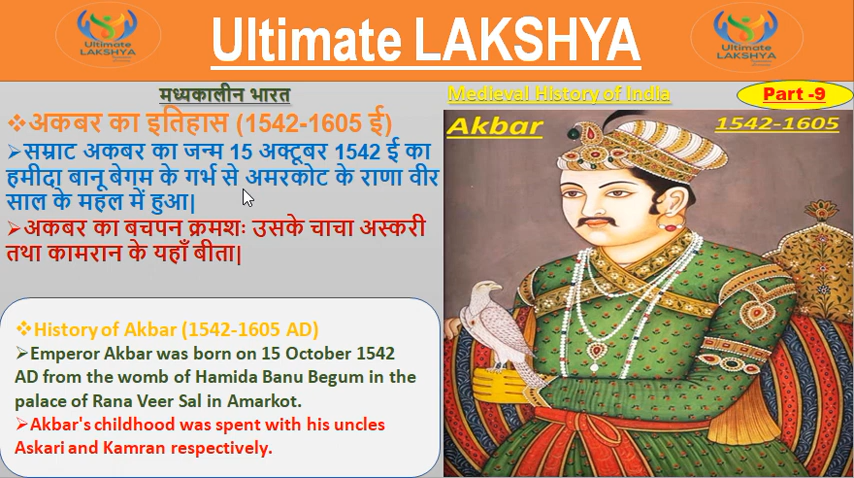 Ultimate LAKSHYA
Ultimate
LAKSHYA
Ultimate
LAKSHYA
मध्यकालीन भारत
Medieval History of India
Part -9
❖अकबर का इतिहास (1542-1605 ई)
➢सम्राट अकबर का जन्म 15 अक्टूबर 1542 ई का
हमीदा बानू बेगम के गर्भ से अमरकोट के राणा वीर
साल के महल में हुआ|
➢अकबर का बचपन क्रमशः उसके चाचा अस्करी
तथा कामरान के यहाँ बीता|
❖History of Akbar (1542-1605 AD)
➢Emperor Akbar was born on 15 October 1542
AD from the womb of Hamida Banu Begum in the
palace of Rana Veer Sal in Amarkot.
➢Akbar's childhood was spent with his uncles
Askari and Kamran respectively.
Akbar
1542-1605